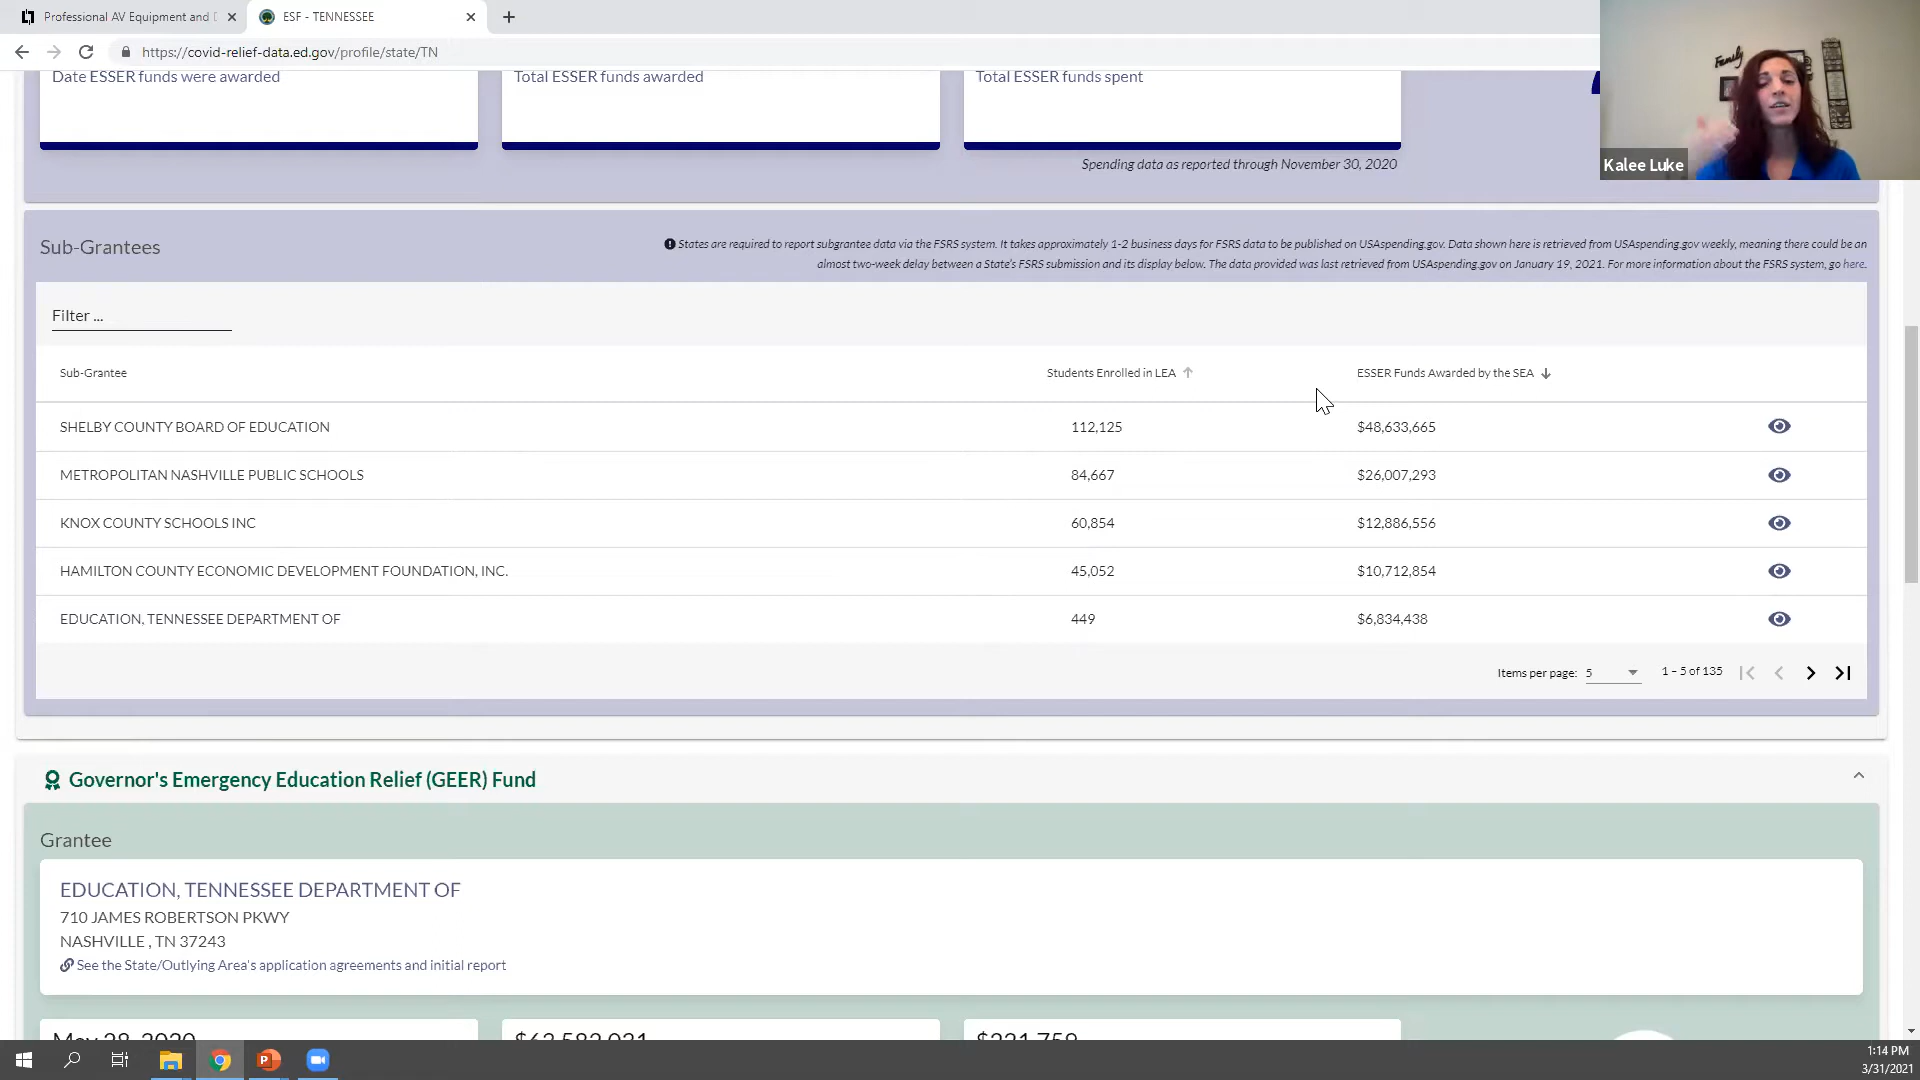 Professional AV Equipment and
ESF - TENNESSEE
https://covid-relief-data.ed.gov/profile/state/TN
Family
Kalee Luke
Date ESSER funds were awarded
Total ESSER funds awarded
Total ESSER funds spent
Spending data as reported through November 30, 2020
Sub-Grantees
States are required to report subgrantee data via the FSRS system. It takes approximately 1-2 business days for FSRS data to be published on USAspending.gov. Data shown here is retrieved from USAspending.gov weekly, meaning there could be an
almost two-week delay between a State's FSRS submission and its display below. The data provided was last retrieved from USAspending.gov on January 19, 2021. For more information about the FSRS system, go here.
Filter ...
Sub-Grantee Students Enrolled in LEA ESSER Funds Awarded by the SEA
SHELBY COUNTY BOARD OF EDUCATION 112,125 $48,633,665
METROPOLITAN NASHVILLE PUBLIC SCHOOLS 84,667 $26,007,293
KNOX COUNTY SCHOOLS INC 60,854 $12,886,556
HAMILTON COUNTY ECONOMIC DEVELOPMENT FOUNDATION, INC. 45,052 $10,712,854
EDUCATION, TENNESSEE DEPARTMENT OF 449 $6,834,438
Items per page: 5 1 – 5 of 135
Governor's Emergency Education Relief (GEER) Fund
Grantee
EDUCATION, TENNESSEE DEPARTMENT OF
710 JAMES ROBERTSON PKWY
NASHVILLE , TN 37243
See the State/Outlying Area's application agreements and initial report
May 28, 2020 $63,582,031 $221,759
1:14 PM
3/31/2021